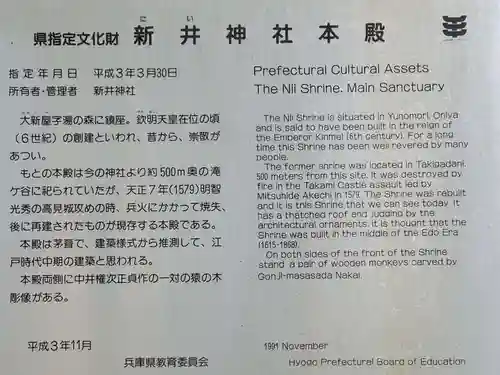 県指定文化財 新井神社本殿
にい
指定年月日 平成3年3月30日
所有者・管理者 新井神社
大新屋字湯の森に鎮座。欽明天皇在位の頃
(6世紀)の創建といわれ、昔から、崇敬が
あつい。
もとの本殿は今の神社より約500m奥の滝
ケ谷に祀られていたが、天正7年(1579)明智
光秀の高見城攻めの時、兵火にかかって焼失、
後に再建されたものが現存する本殿である。
本殿は茅葺で、建築様式から推測して、江
戸時代中期の建築と思われる。
本殿両側に中井権次正貞作の一対の猿の木
彫像がある。
平成3年11月
兵庫県教育委員会
Prefectural Cultural Assets
The Nii Shrine, Main Sanctuary
The Nii Shrine is situated in Yunomori, Oniya
and is said to have been built in the reign of
the Emperor Kinmei (6th century). For a long
time this Shrine has been well revered by many
people.
The former shrine was located in Takigadani,
500 meters from this site. It was destroyed by
fire in the Takami Castle assault led by
Mitsuhide Akechi in 1579. The Shrine was rebuilt
and it is this Shrine that we can see today. It
has a thatched roof and judging by the
architectural ornaments, it is thought that the
Shrine was built in the middle of the Edo Era
(1615-1868).
On both sides of the front of the Shrine
stand a pair of wooden monkeys carved by
Gonji-masasada Nakai.
1991 November
Hyogo Prefectural Board of Education